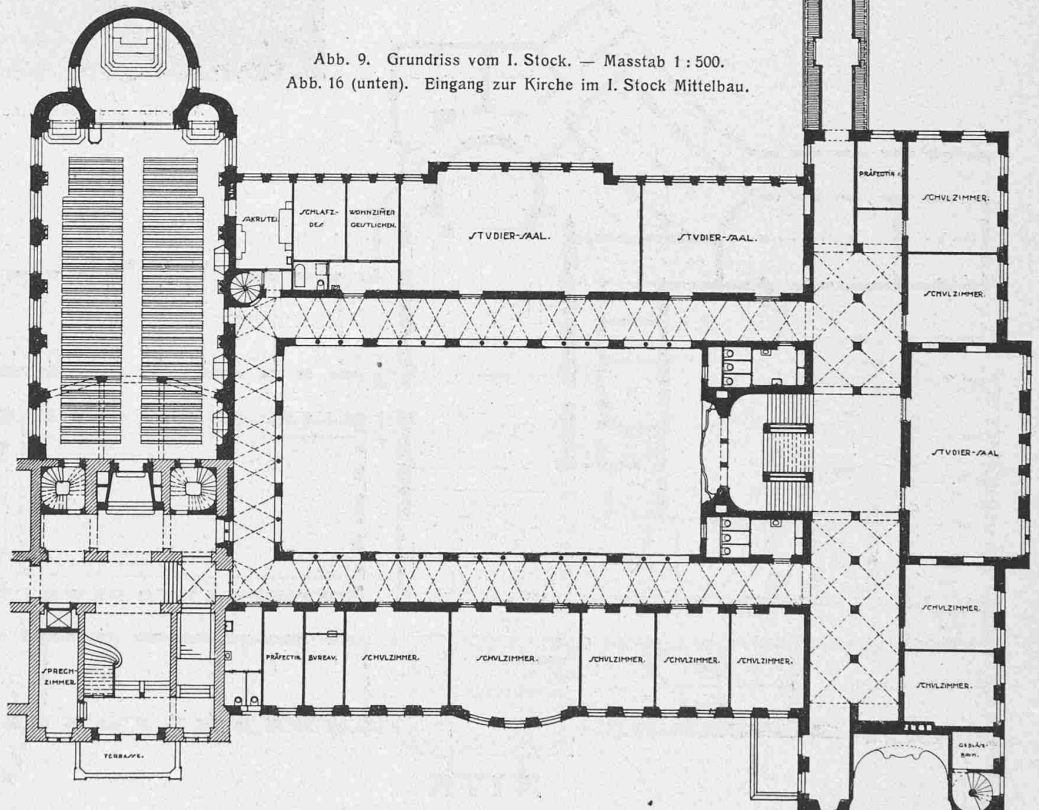 Abb. 9. Grundriss vom I. Stock. — Masstab 1 : 500.
Abb. 16 (unten). Eingang zur Kirche im I. Stock Mittelbau.
PRÄFECTIN
SCHULZIMMER.
SAKRISTEI.
SCHLAFZ-
DES
WOHNZIMER
GEISTLICHEN.
STUDIER-SAAL.
STUDIER-SAAL.
SCHULZIMMER.
STUDIER-SAAL
SCHULZIMMER.
SPRECH-
ZIMMER.
PRÄFECTIN.
BUREAU.
SCHULZIMMER.
SCHULZIMMER.
SCHULZIMMER.
SCHULZIMMER.
SCHULZIMMER.
SCHULZIMMER.
TERRASSE.
GEBLÄSE